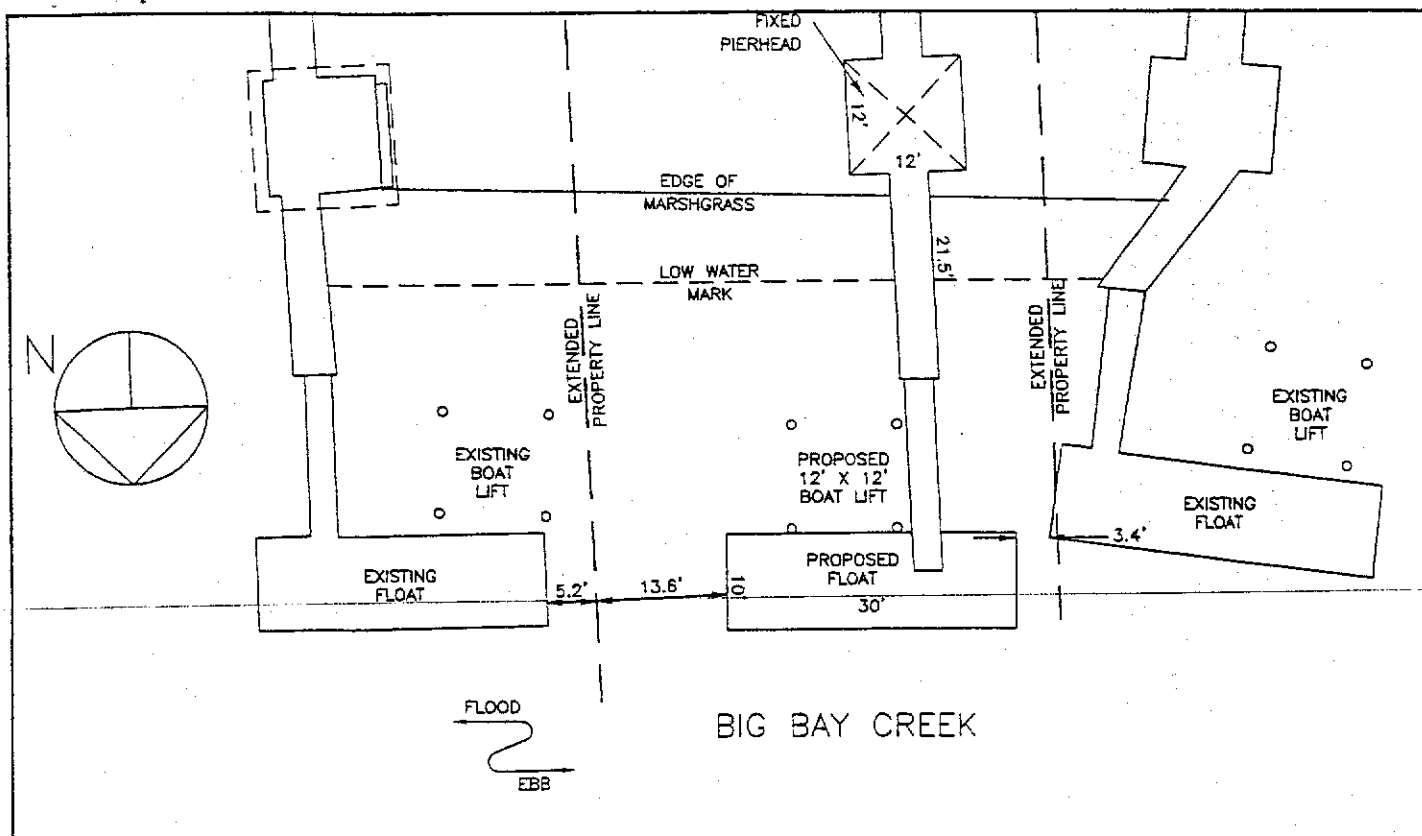 FIXED
PIERHEAD
12'
12'
EDGE OF
MARSHGRASS
21.5'
LOW WATER
MARK
EXTENDED
PROPERTY LINE
EXTENDED
PROPERTY LINE
N
EXISTING
BOAT
LIFT
PROPOSED
12' X 12'
BOAT LIFT
EXISTING
BOAT
LIFT
EXISTING
FLOAT
5.2'
13.6'
10'
PROPOSED
FLOAT
30'
3.4'
EXISTING
FLOAT
FLOOD
EBB
BIG BAY CREEK